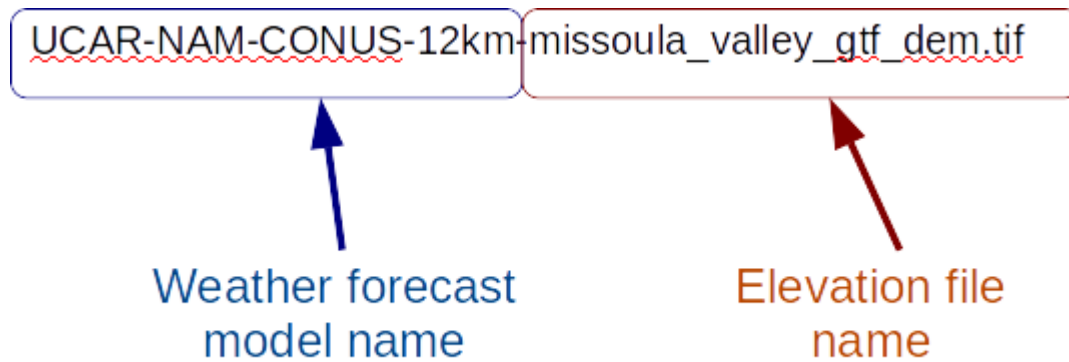 UCAR-NAM-CONUS-12km-missoula_valley_gtf_dem.tif
Weather forecast
model name
Elevation file
name